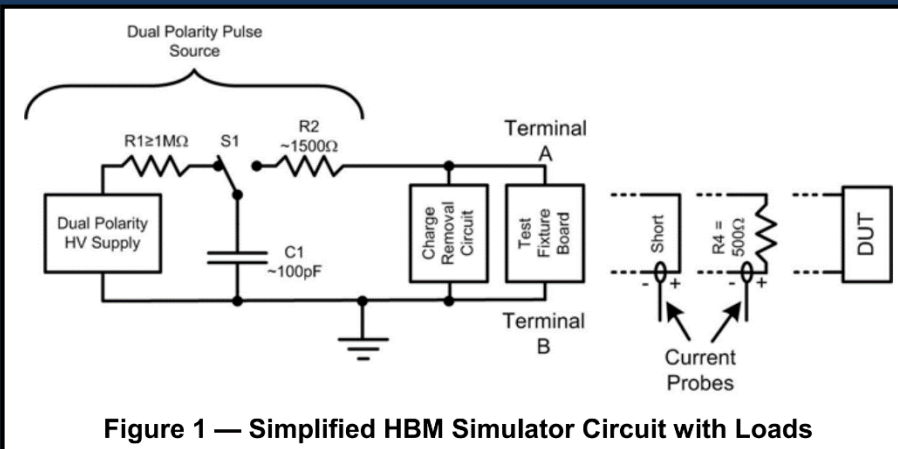 Dual Polarity Pulse
Source
R1≥1MΩ
S1
R2
~1500Ω
Terminal
A
Dual Polarity
HV Supply
C1
~100pF
Charge
Removal
Circuit
Test
Fixture
Board
Short
- +
R4 =
500Ω
- +
DUT
Terminal
B
Current
Probes
Figure 1 — Simplified HBM Simulator Circuit with Loads